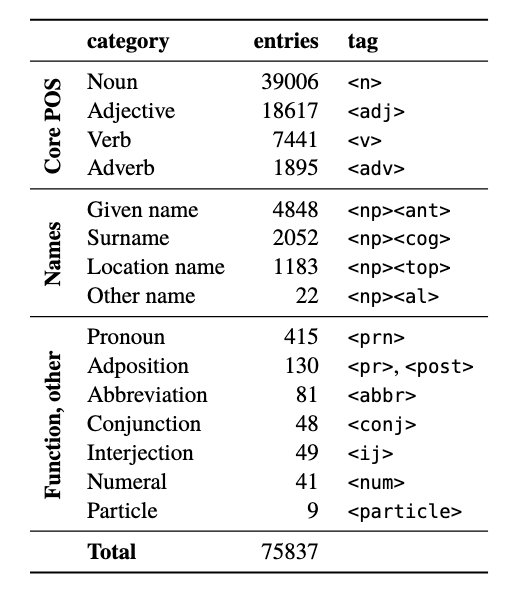 category entries tag
Core POS
Noun 39006 <n>
Adjective 18617 <adj>
Verb 7441 <v>
Adverb 1895 <adv>
Names
Given name 4848 <np><ant>
Surname 2052 <np><cog>
Location name 1183 <np><top>
Other name 22 <np><al>
Function, other
Pronoun 415 <prn>
Adposition 130 <pr>, <post>
Abbreviation 81 <abbr>
Conjunction 48 <conj>
Interjection 49 <ij>
Numeral 41 <num>
Particle 9 <particle>
Total 75837